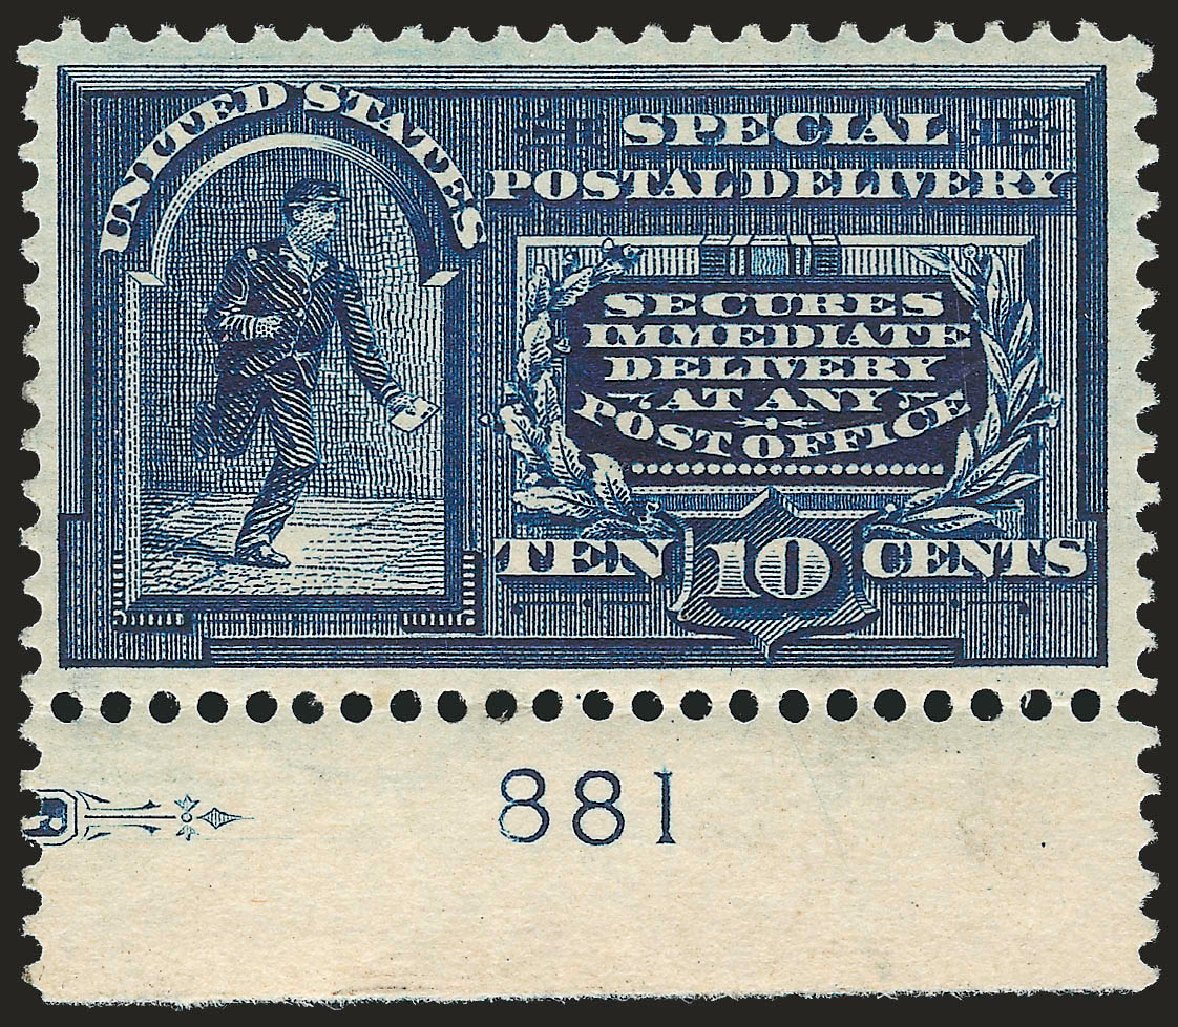 UNITED STATES
SPECIAL
POSTAL DELIVERY
SECURES
IMMEDIATE
DELIVERY
AT ANY
POST OFFICE
TEN 10 CENTS
881